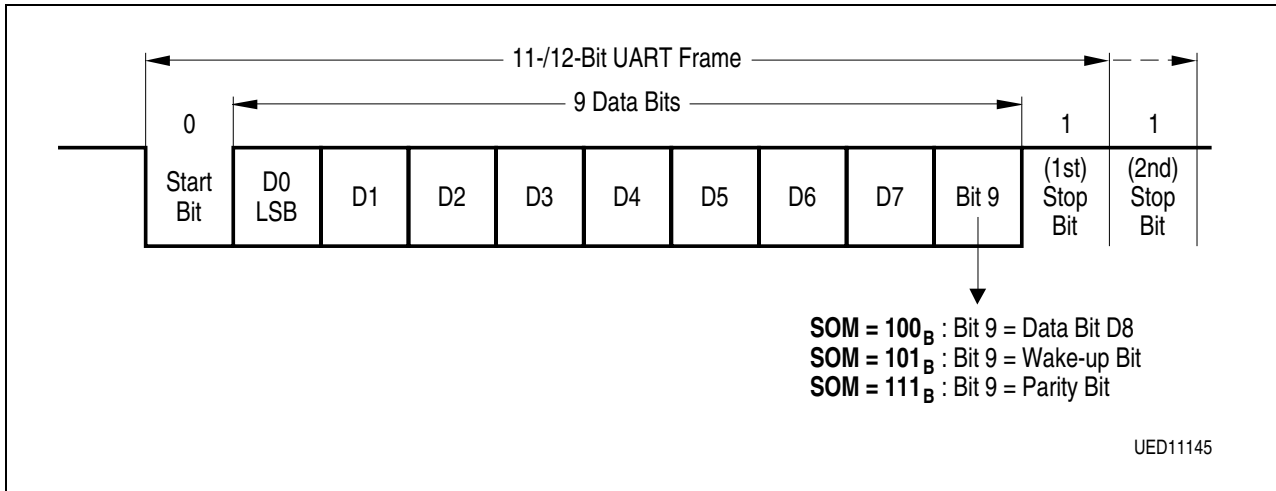 11-/12-Bit UART Frame
9 Data Bits
0
1
1
Start Bit
D0 LSB
D1
D2
D3
D4
D5
D6
D7
Bit 9
(1st) Stop Bit
(2nd) Stop Bit
SOM = 100B : Bit 9 = Data Bit D8
SOM = 101B : Bit 9 = Wake-up Bit
SOM = 111B : Bit 9 = Parity Bit
UED11145